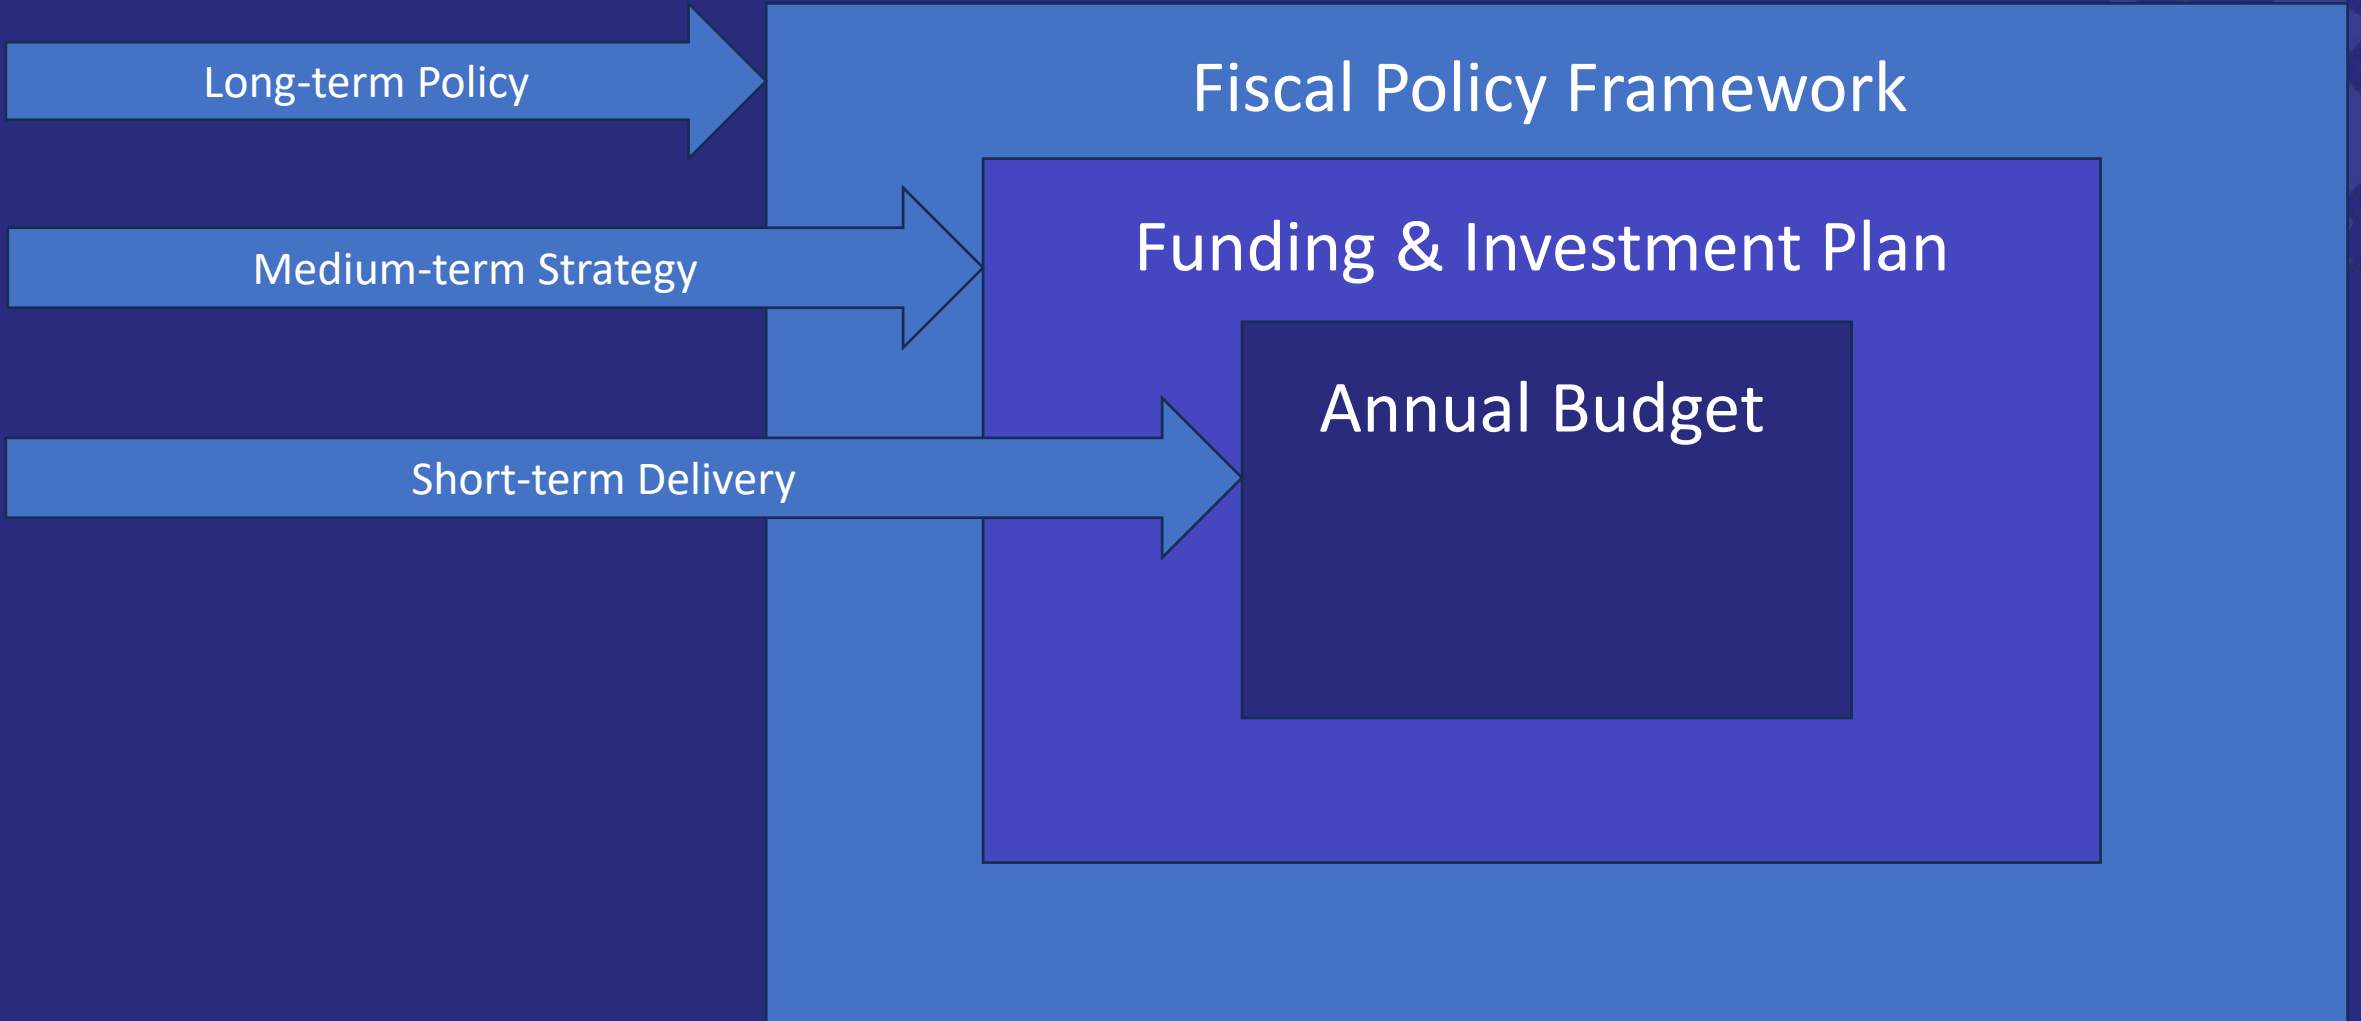 Long-term Policy
Fiscal Policy Framework
Medium-term Strategy
Funding & Investment Plan
Annual Budget
Short-term Delivery